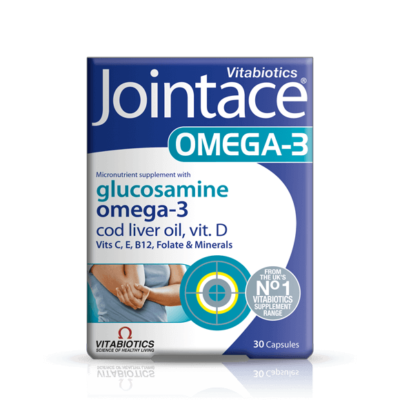 Vitabiotics
Jointace®
OMEGA-3
Micronutrient supplement with
glucosamine
omega-3
cod liver oil, vit. D
Vits C, E, B12, Folate & Minerals
FROM
THE UK'S
Nº1
VITABIOTICS
SUPPLEMENT
RANGE
VITABIOTICS
SCIENCE OF HEALTHY LIVING
30 Capsules